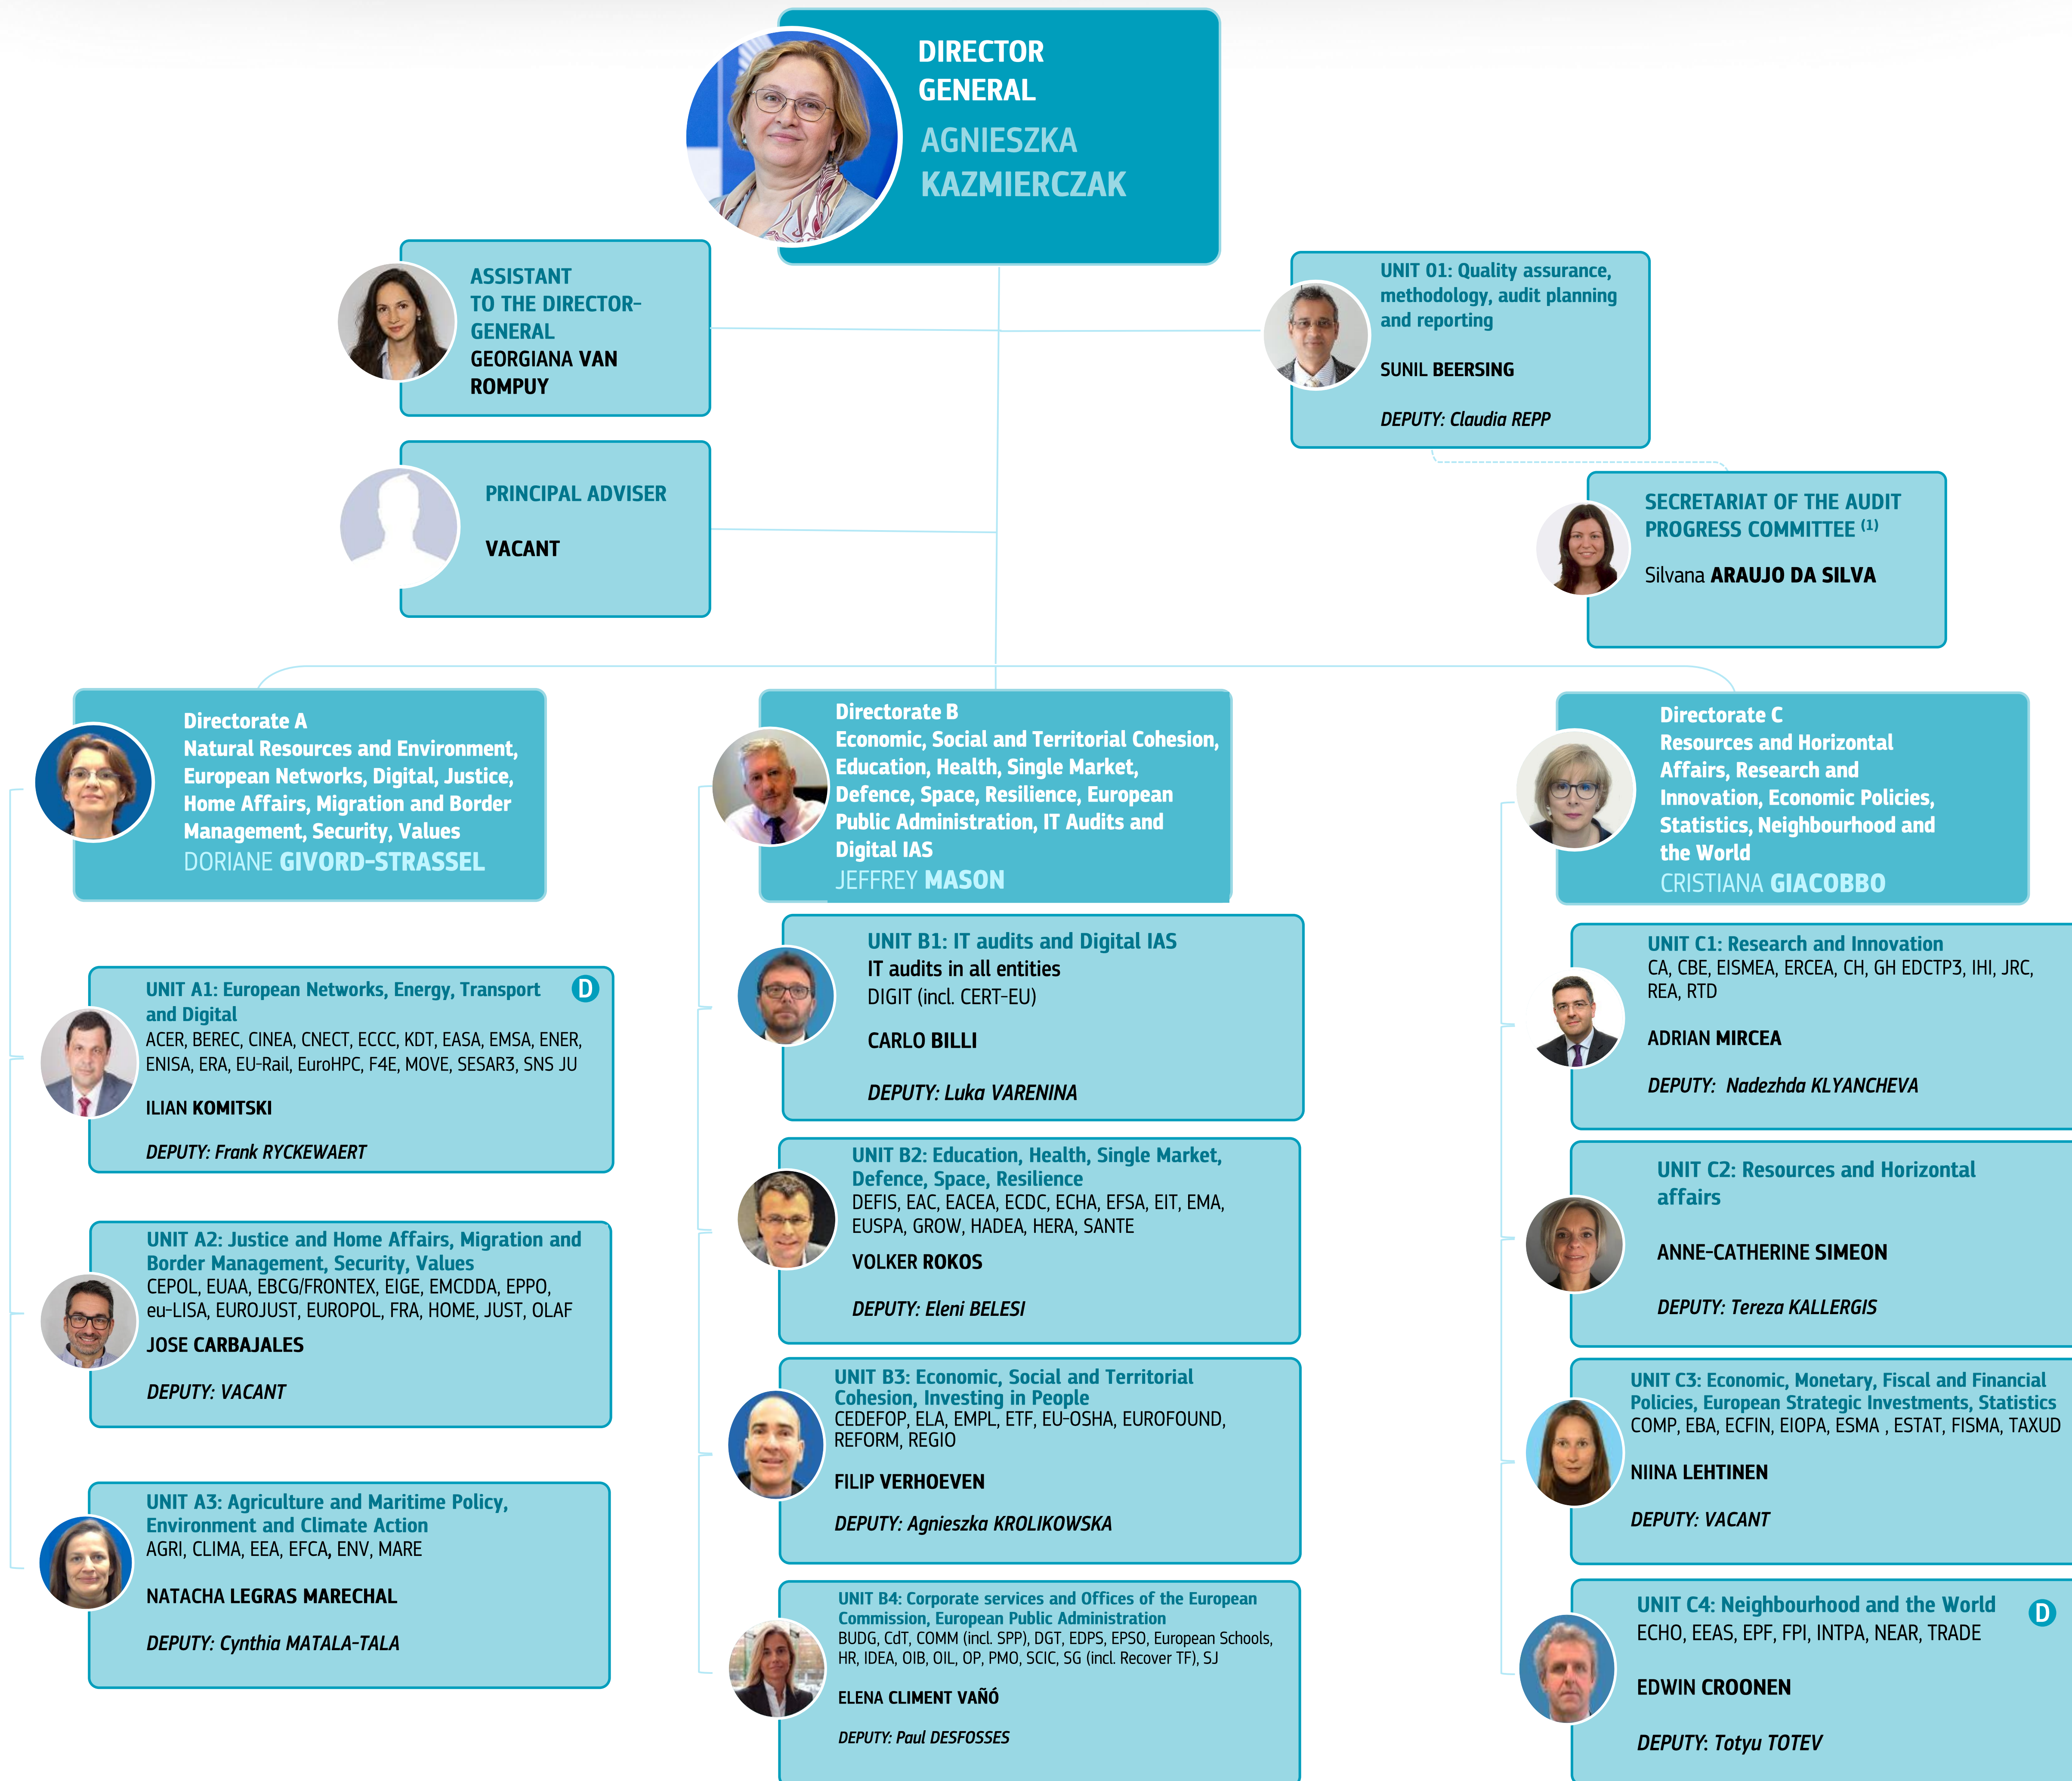 DIRECTOR
GENERAL
AGNIESZKA
KAZMIERCZAK
ASSISTANT
TO THE DIRECTOR-
GENERAL
GEORGIANA VAN
ROMPUY
UNIT 01: Quality assurance,
methodology, audit planning
and reporting
SUNIL BEERSING
DEPUTY: Claudia REPP
PRINCIPAL ADVISER
VACANT
SECRETARIAT OF THE AUDIT
PROGRESS COMMITTEE (1)
Silvana ARAUJO DA SILVA
Directorate A
Natural Resources and Environment,
European Networks, Digital, Justice,
Home Affairs, Migration and Border
Management, Security, Values
DORIANE GIVORD-STRASSEL
UNIT A1: European Networks, Energy, Transport
and Digital
D
ACER, BEREC, CINEA, CNECT, ECCC, KDT, EASA, EMSA, ENER,
ENISA, ERA, EU-Rail, EuroHPC, F4E, MOVE, SESAR3, SNS JU
ILIAN KOMITSKI
DEPUTY: Frank RYCKEWAERT
UNIT A2: Justice and Home Affairs, Migration and
Border Management, Security, Values
CEPOL, EUAA, EBCG/FRONTEX, EIGE, EMCDDA, EPPO,
eu-LISA, EUROJUST, EUROPOL, FRA, HOME, JUST, OLAF
JOSE CARBAJALES
DEPUTY: VACANT
UNIT A3: Agriculture and Maritime Policy,
Environment and Climate Action
AGRI, CLIMA, EEA, EFCA, ENV, MARE
NATACHA LEGRAS MARECHAL
DEPUTY: Cynthia MATALA-TALA
Directorate B
Economic, Social and Territorial Cohesion,
Education, Health, Single Market,
Defence, Space, Resilience, European
Public Administration, IT Audits and
Digital IAS
JEFFREY MASON
UNIT B1: IT audits and Digital IAS
IT audits in all entities
DIGIT (incl. CERT-EU)
CARLO BILLI
DEPUTY: Luka VARENINA
UNIT B2: Education, Health, Single Market,
Defence, Space, Resilience
DEFIS, EAC, EACEA, ECDC, ECHA, EFSA, EIT, EMA,
EUSPA, GROW, HADEA, HERA, SANTE
VOLKER ROKOS
DEPUTY: Eleni BELESI
UNIT B3: Economic, Social and Territorial
Cohesion, Investing in People
CEDEFOP, ELA, EMPL, ETF, EU-OSHA, EUROFOUND,
REFORM, REGIO
FILIP VERHOEVEN
DEPUTY: Agnieszka KROLIKOWSKA
UNIT B4: Corporate services and Offices of the European
Commission, European Public Administration
BUDG, CdT, COMM (incl. SPP), DGT, EDPS, EPSO, European Schools,
HR, IDEA, OIB, OIL, OP, PMO, SCIC, SG (incl. Recover TF), SJ
ELENA CLIMENT VAÑÓ
DEPUTY: Paul DESFOSSES
Directorate C
Resources and Horizontal
Affairs, Research and
Innovation, Economic Policies,
Statistics, Neighbourhood and
the World
CRISTIANA GIACOBBO
UNIT C1: Research and Innovation
CA, CBE, EISMEA, ERCEA, CH, GH EDCTP3, IHI, JRC,
REA, RTD
ADRIAN MIRCEA
DEPUTY: Nadezhda KLYANCHEVA
UNIT C2: Resources and Horizontal
affairs
ANNE-CATHERINE SIMEON
DEPUTY: Tereza KALLERGIS
UNIT C3: Economic, Monetary, Fiscal and Financial
Policies, European Strategic Investments, Statistics
COMP, EBA, ECFIN, EIOPA, ESMA , ESTAT, FISMA, TAXUD
NIINA LEHTINEN
DEPUTY: VACANT
UNIT C4: Neighbourhood and the World
D
ECHO, EEAS, EPF, FPI, INTPA, NEAR, TRADE
EDWIN CROONEN
DEPUTY: Totyu TOTEV